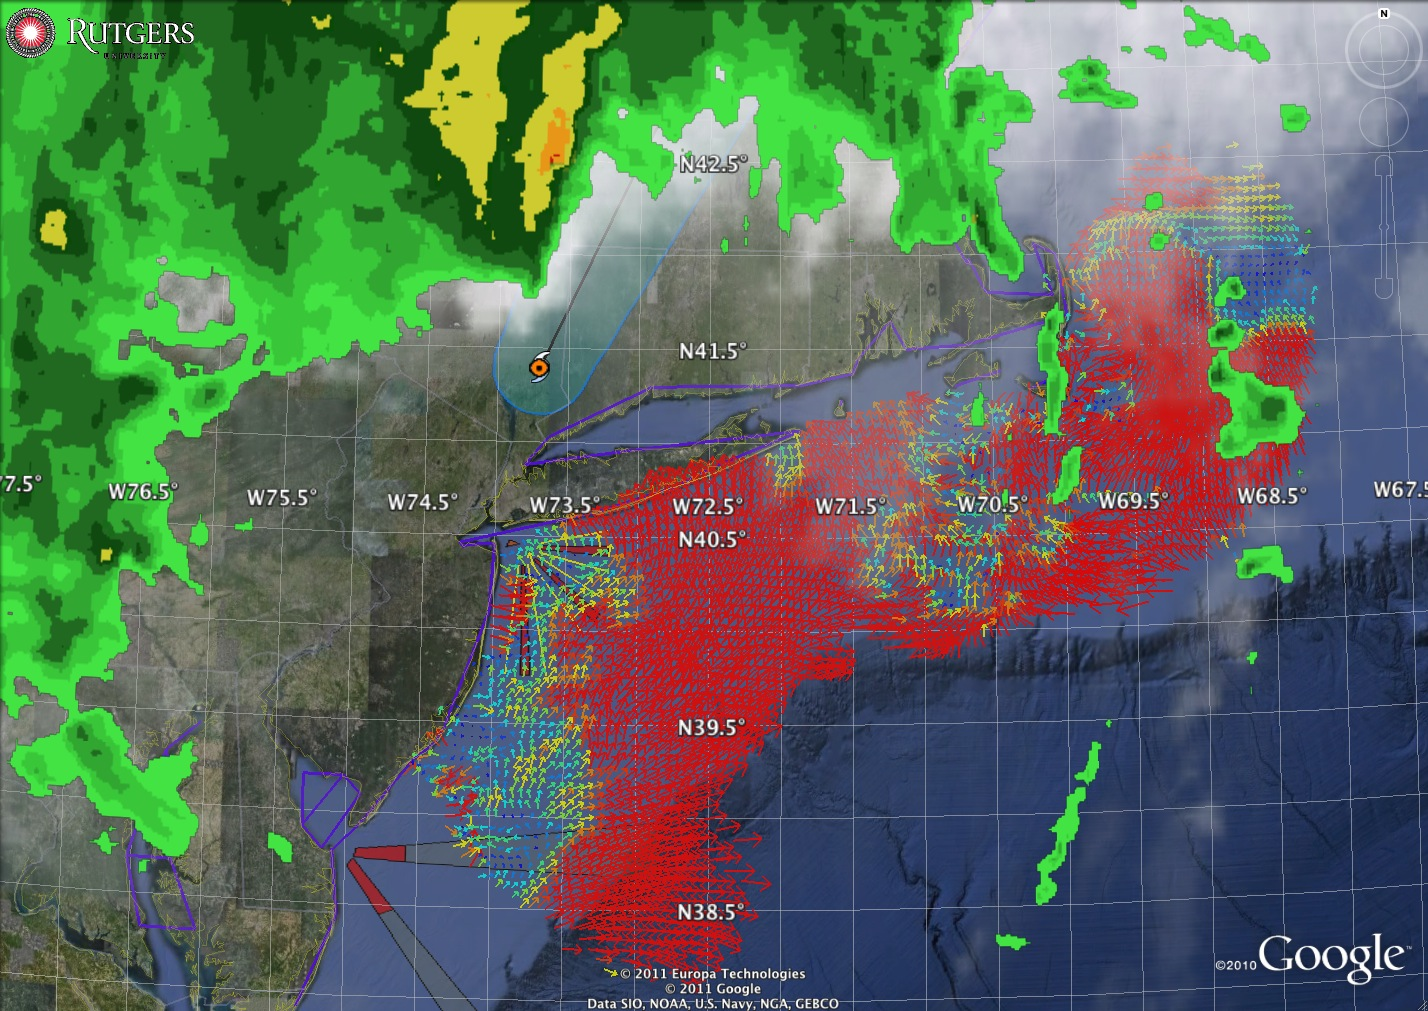 RUTGERS
UNIVERSITY
N
N42.5°
N41.5°
7.5°
W76.5°
W75.5°
W74.5°
W73.5°
W72.5°
W71.5°
W70.5°
W69.5°
W68.5°
W67.5
N40.5°
N39.5°
N38.5°
© 2011 Europa Technologies
© 2011 Google
Data SIO, NOAA, U.S. Navy, NGA, GEBCO
©2010 Google™